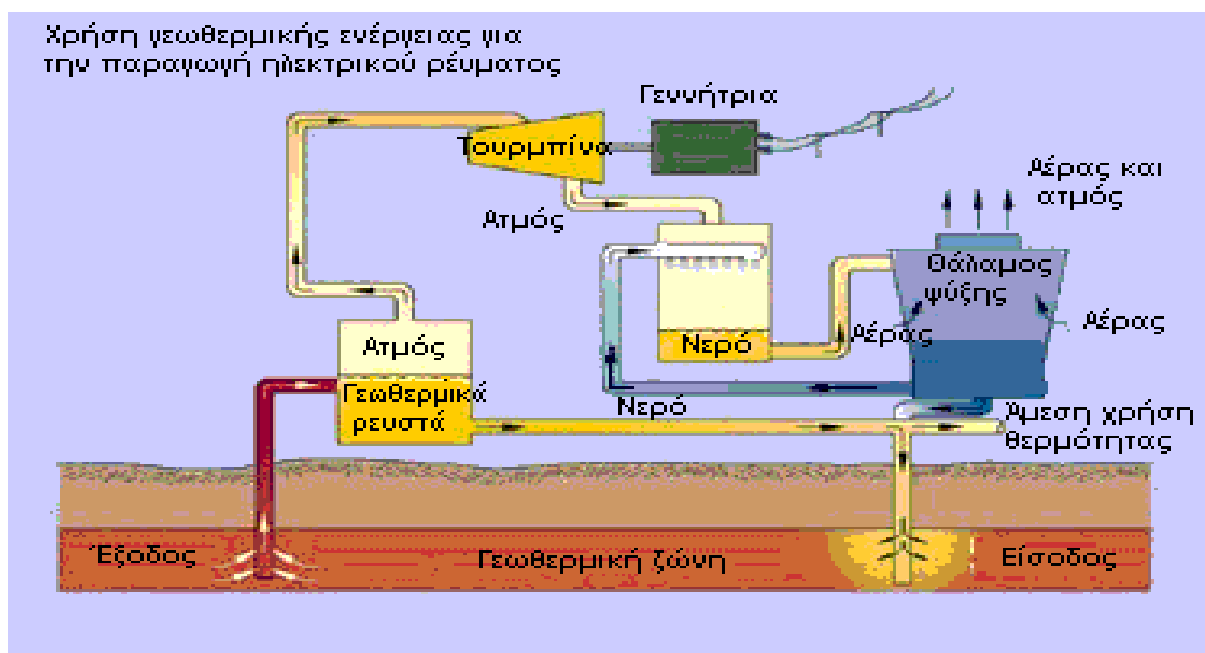 Χρήση γεωθερμικής ενέργειας για
την παραγωγή ηλεκτρικού ρέυματος
Γεννήτρια
Τουρμπίνα
Αέρας και
ατμός
Ατμός
Θάλαμος
ψύξης
Αέρας
Αέρας
Ατμός
Νερό
Γεωθερμικά
ρευστά
Νερό
Άμεση χρήση
θερμότητας
Έξοδος
Γεωθερμική ζώνη
Είσοδος